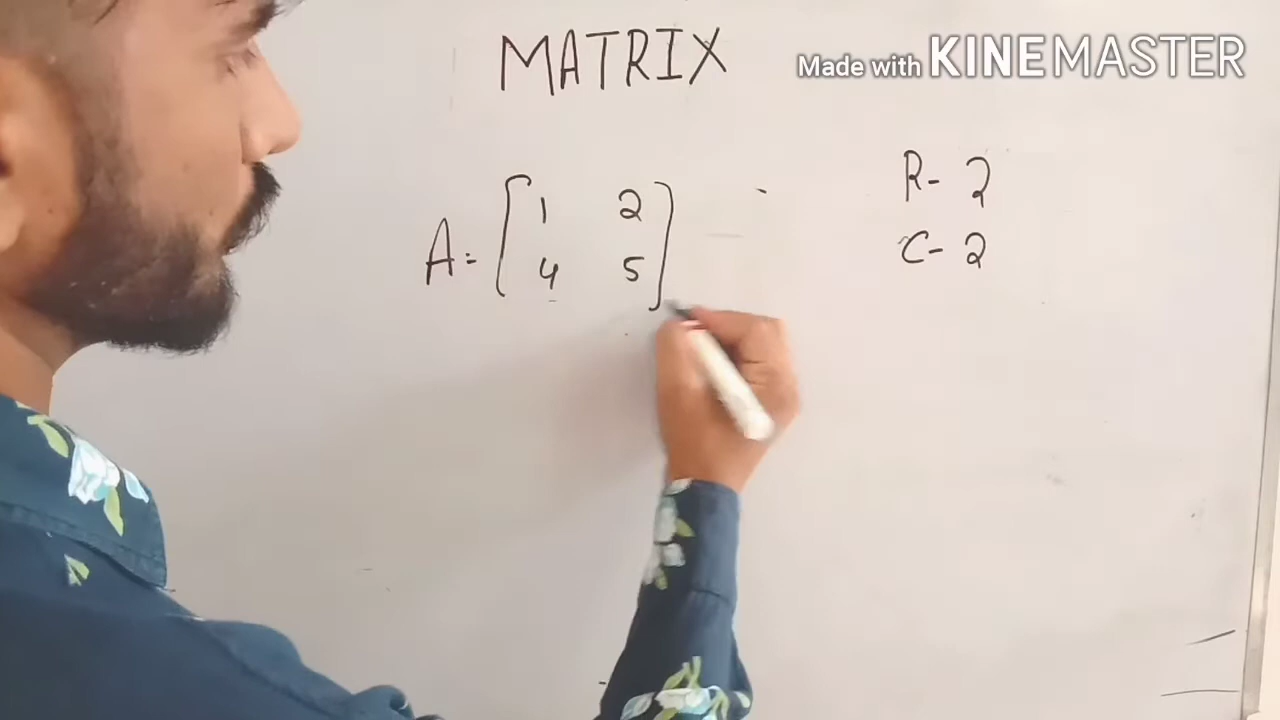 MATRIX
Made with KINEMASTER
A = [ 1 2
4 5 ]
R - 2
C - 2